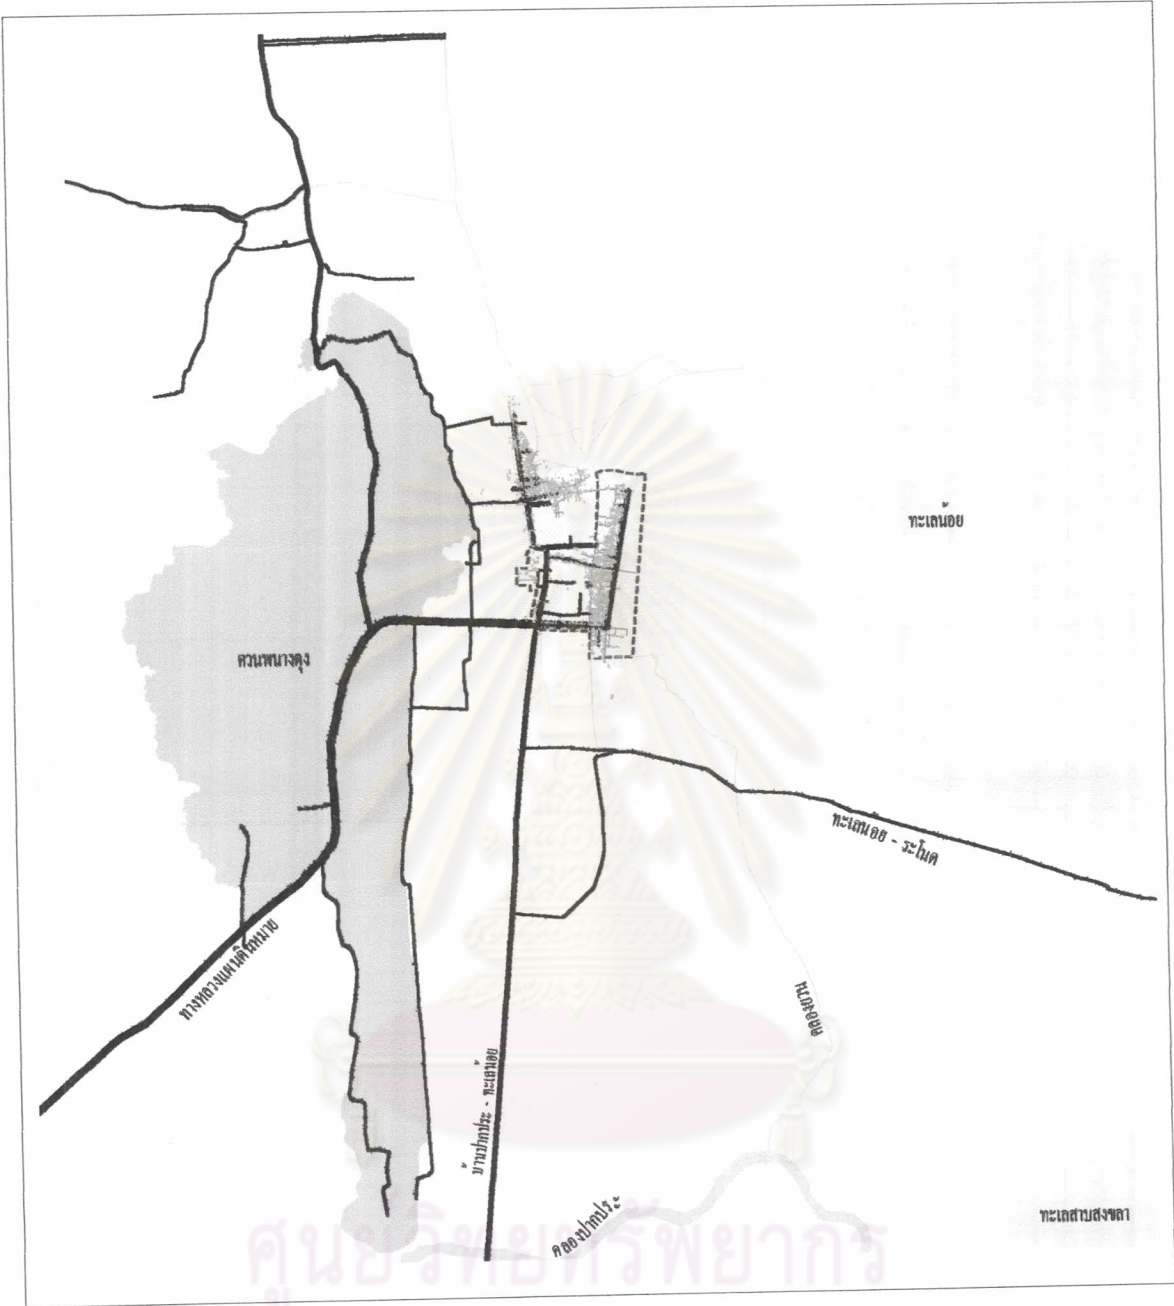 ทะเลน้อย
ควนพนางตุง
ทะเลน้อย - ระโนด
ทางหลวงแผ่นดินหมาย
คลองยวน
บ้านปากประ - ทะเลน้อย
คลองปากประ
ทะเลสาบสงขลา
ศูนย์วิทยทรัพยากร